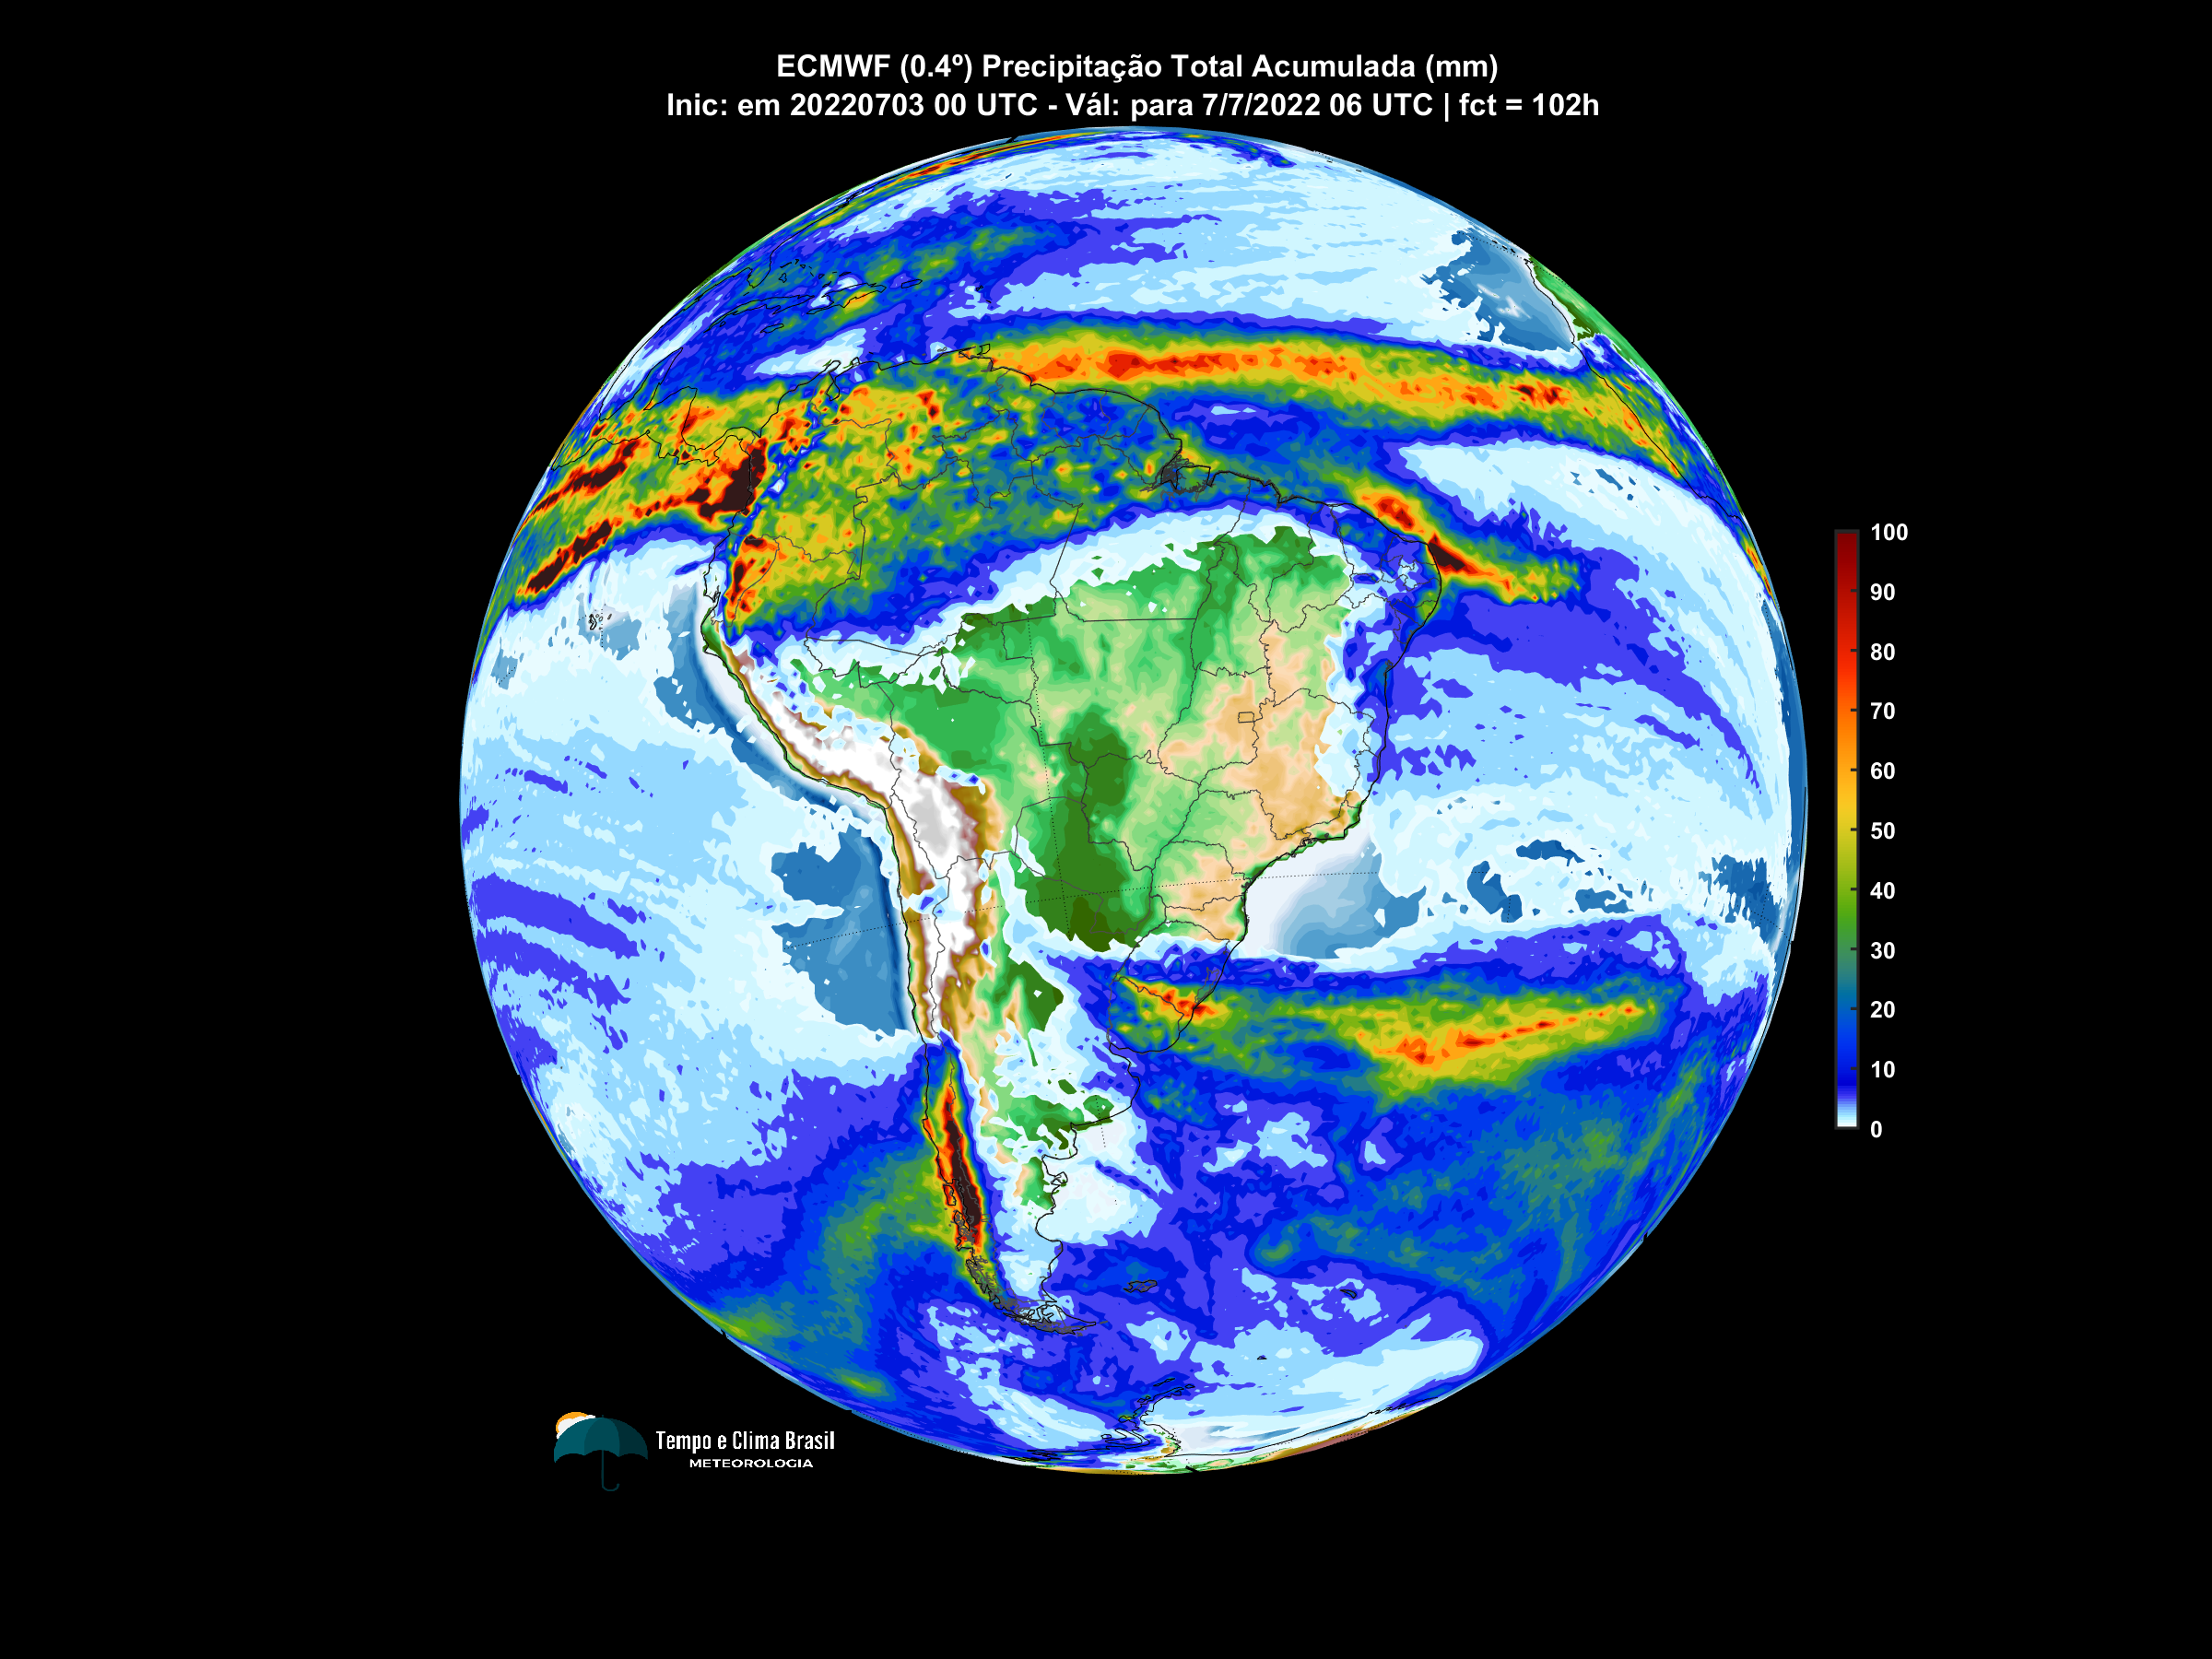 ECMWF (0.4º) Precipitação Total Acumulada (mm)
Inic: em 20220703 00 UTC - Vál: para 7/7/2022 06 UTC | fct = 102h
100
90
80
70
60
50
40
30
20
10
0
Tempo e Clima Brasil
METEOROLOGIA